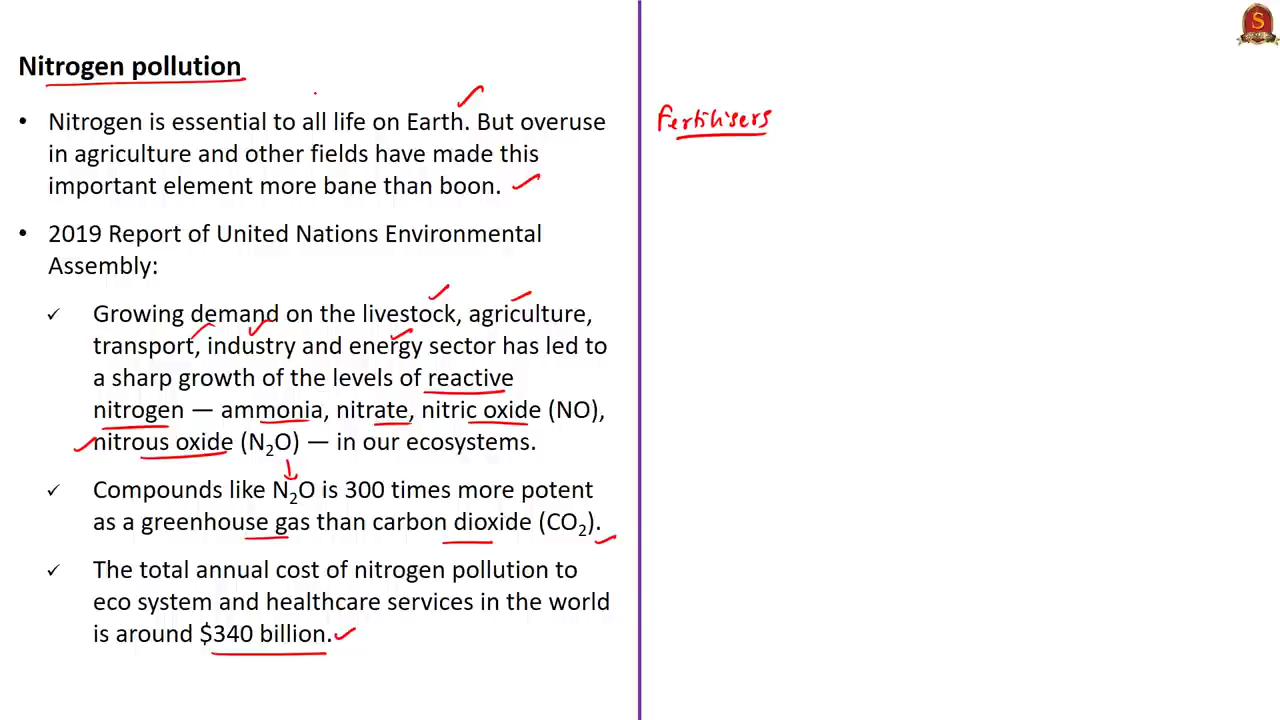 Nitrogen pollution
• Nitrogen is essential to all life on Earth. But overuse
in agriculture and other fields have made this
important element more bane than boon.
• 2019 Report of United Nations Environmental
Assembly:
✓ Growing demand on the livestock, agriculture,
transport, industry and energy sector has led to
a sharp growth of the levels of reactive
nitrogen — ammonia, nitrate, nitric oxide (NO),
nitrous oxide (N₂O) — in our ecosystems.
✓ Compounds like N₂O is 300 times more potent
as a greenhouse gas than carbon dioxide (CO₂).
✓ The total annual cost of nitrogen pollution to
eco system and healthcare services in the world
is around $340 billion.
Fertilisers
S